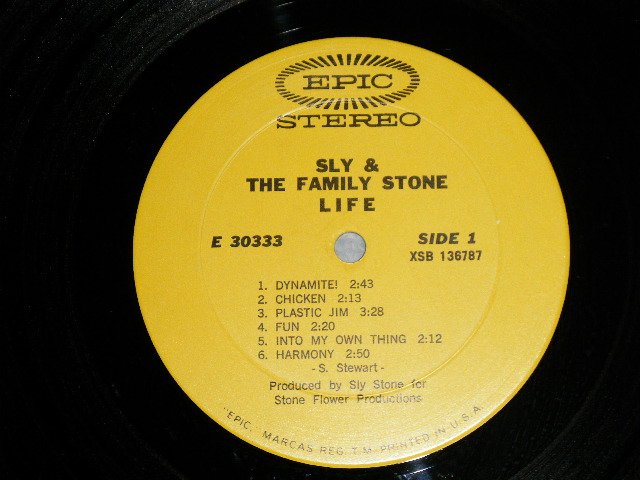 EPIC
STEREO
SLY &
THE FAMILY STONE
LIFE
E 30333
SIDE 1
XSB 136787
1. DYNAMITE! 2:43
2. CHICKEN 2:13
3. PLASTIC JIM 3:28
4. FUN 2:20
5. INTO MY OWN THING 2:12
6. HARMONY 2:50
- S. Stewart -
Produced by Sly Stone for
Stone Flower Productions
"EPIC," MARCAS REG. T.M. PRINTED IN U.S.A.